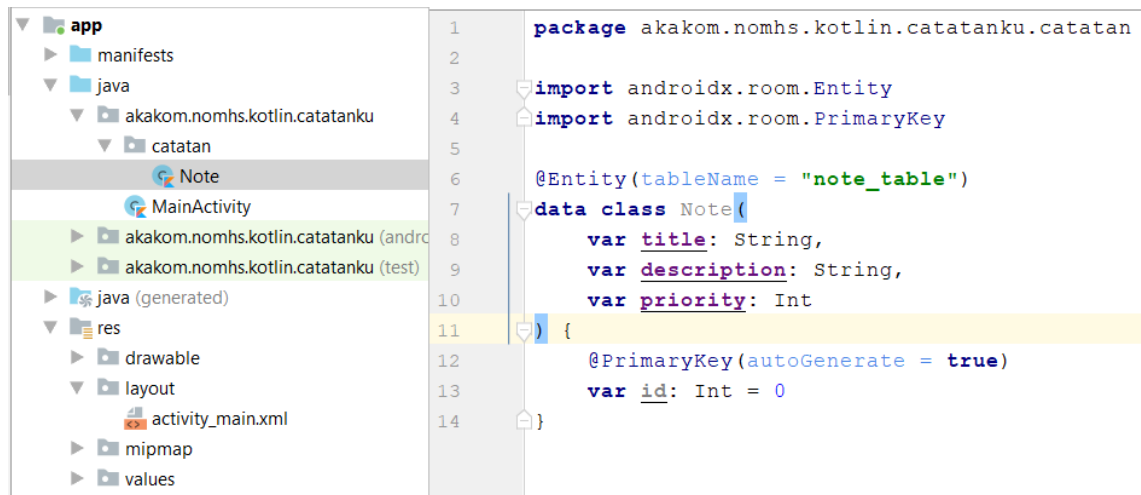 app
manifests
java
akakom.nomhs.kotlin.catatanku
catatan
Note
MainActivity
akakom.nomhs.kotlin.catatanku (andro
akakom.nomhs.kotlin.catatanku (test)
java (generated)
res
drawable
layout
activity_main.xml
mipmap
values
1 package akakom.nomhs.kotlin.catatanku.catatan
2
3 import androidx.room.Entity
4 import androidx.room.PrimaryKey
5
6 @Entity(tableName = "note_table")
7 data class Note(
8 var title: String,
9 var description: String,
10 var priority: Int
11 ) {
12 @PrimaryKey(autoGenerate = true)
13 var id: Int = 0
14 }